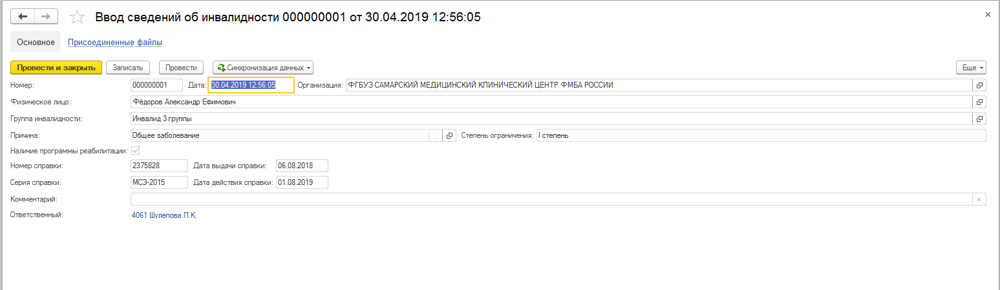 Ввод сведений об инвалидности 000000001 от 30.04.2019 12:56:05
Основное Присоединенные файлы
Провести и закрыть Записать Провести Синхронизация данных Еще
Номер: 000000001 Дата: 30.04.2019 12:56:05 Организация: ФГБУЗ САМАРСКИЙ МЕДИЦИНСКИЙ КЛИНИЧЕСКИЙ ЦЕНТР ФМБА РОССИИ
Физическое лицо: Фёдоров Александр Ефимович
Группа инвалидности: Инвалид 3 группы
Причина: Общее заболевание ... Степень ограничения: I степень
Наличие программы реабилитации:
Номер справки: 2375828 Дата выдачи справки: 06.08.2018
Серия справки: МСЭ-2015 Дата действия справки: 01.08.2019
Комментарий:
Ответственный: 4061 Шулепова Л.К.